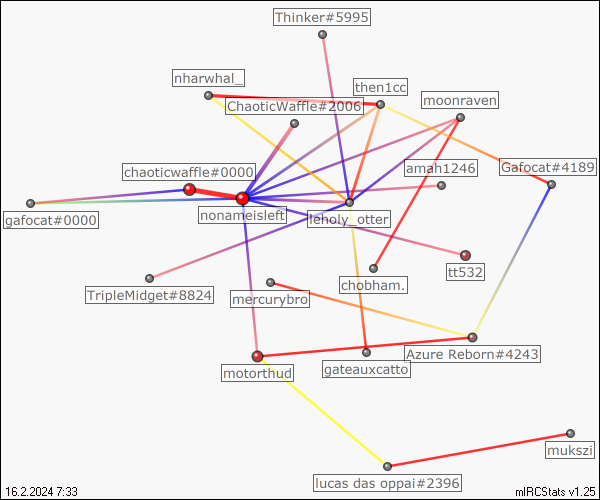 Thinker#5995
nharwhal_
then1cc
ChaoticWaffle#2006
moonraven
chaoticwaffle#0000
amah1246
Gafocat#4189
gafocat#0000
nonameisleft
lenoly_otter
tt532
TripleMidget#8824
mercurybro
chobham.
Azure Reborn#4243
motorthud
gateauxcatto
mukszi
lucas das oppai#2396
16.2.2024 7:33
mIRCStats v1.25